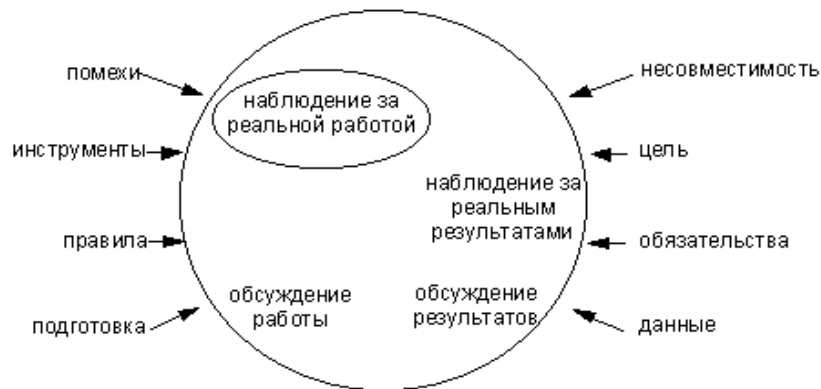 помехи
инструменты
правила
подготовка
наблюдение за
реальной работой
наблюдение за
реальным
результатами
обсуждение
работы
обсуждение
результатов
несовместимость
цель
обязательства
данные